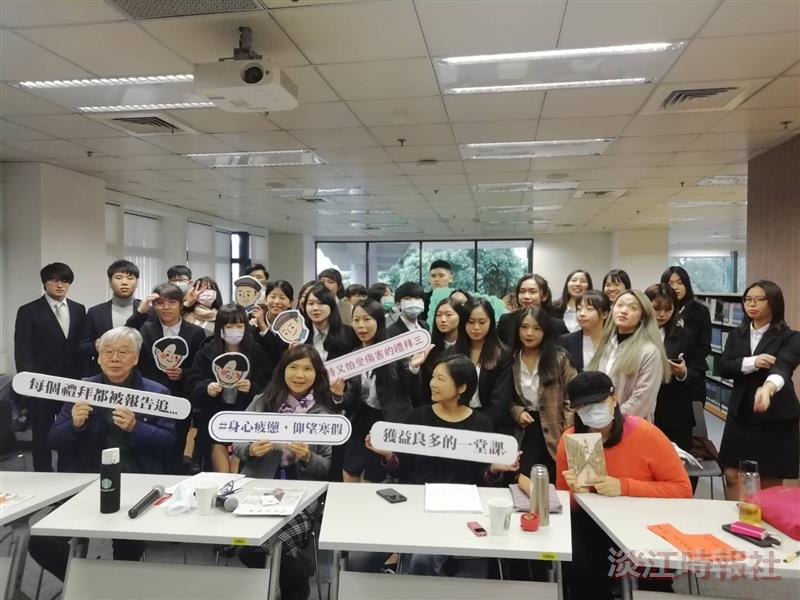 每個禮拜都被報告追...
#身心疲憊,仰望寒假
又怕受傷害的禮拜三
獲益良多的一堂課
淡江時報社